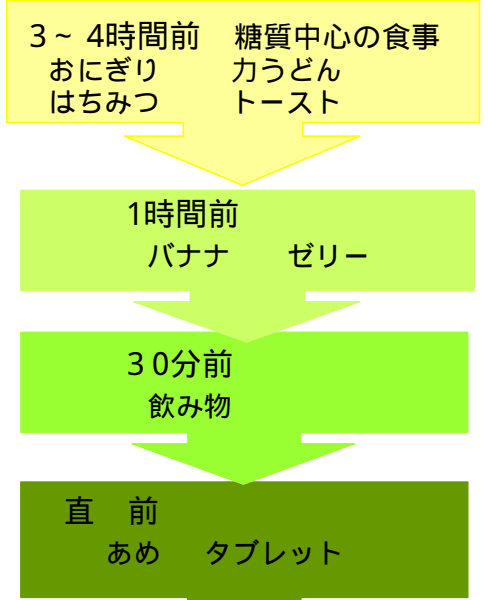 3~ 4時間前　糖質中心の食事
おにぎり　　力うどん
はちみつ　　トースト
1時間前
バナナ　　ゼリー
30分前
飲み物
直　前
あめ　タブレット